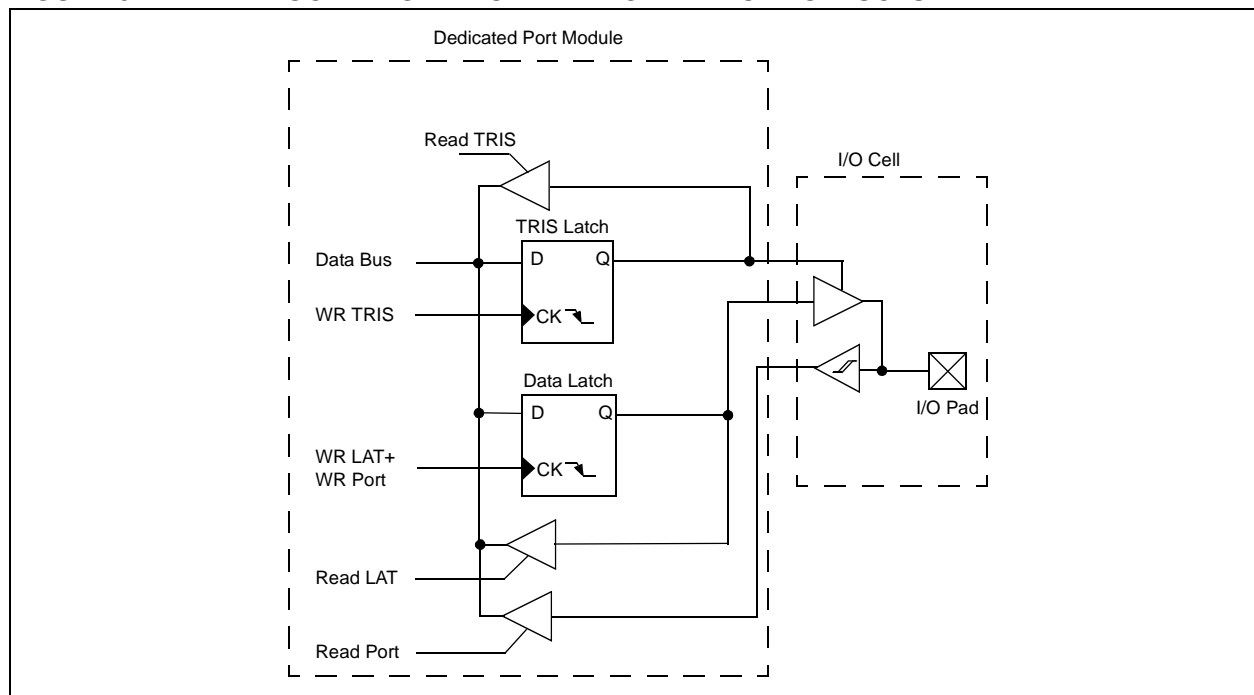 Dedicated Port Module
Read TRIS
I/O Cell
TRIS Latch
Data Bus
D
Q
WR TRIS
CK
Data Latch
I/O Pad
D
Q
WR LAT+
WR Port
CK
Read LAT
Read Port